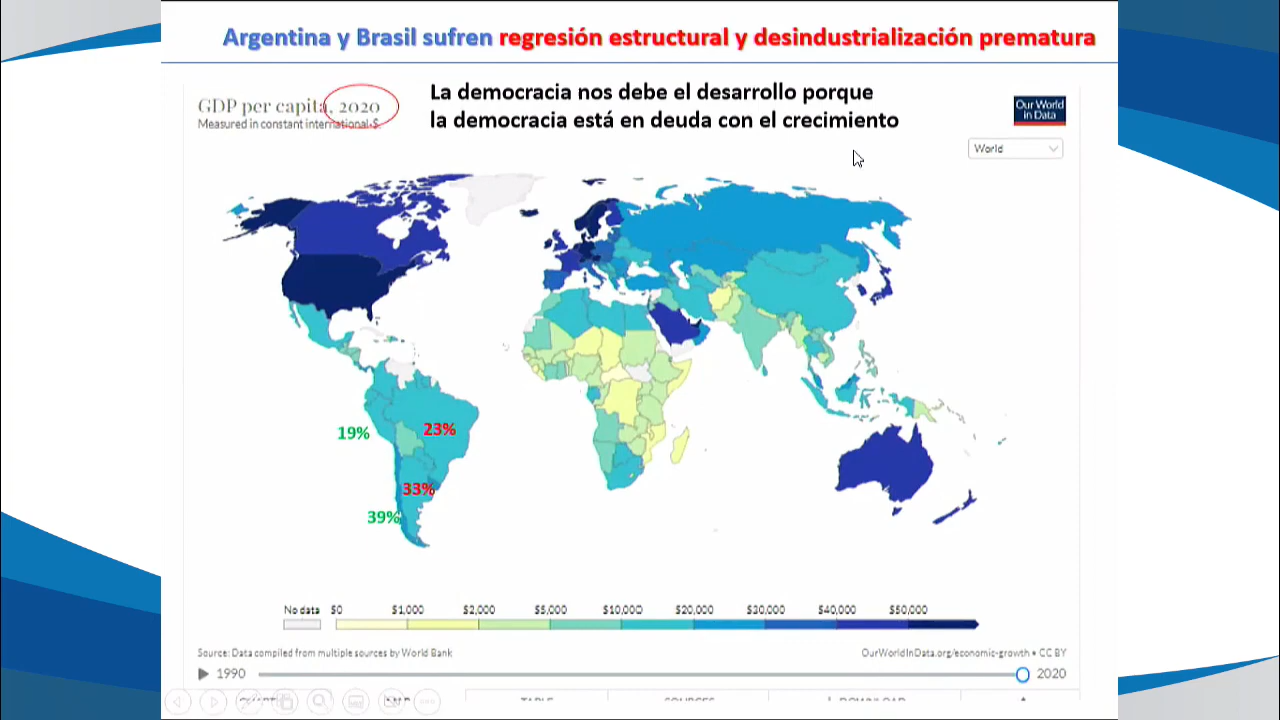 Argentina y Brasil sufren regresión estructural y desindustrialización prematura
GDP per capita, 2020
Measured in constant international-$.
La democracia nos debe el desarrollo porque
la democracia está en deuda con el crecimiento
Our World
in Data
World
19%
23%
33%
39%
No data
$0
$1,000
$2,000
$5,000
$10,000
$20,000
$30,000
$40,000
$50,000
Source: Data compiled from multiple sources by World Bank
OurWorldInData.org/economic-growth • CC BY
1990
2020
TABLE
SOURCES
DOWNLOAD